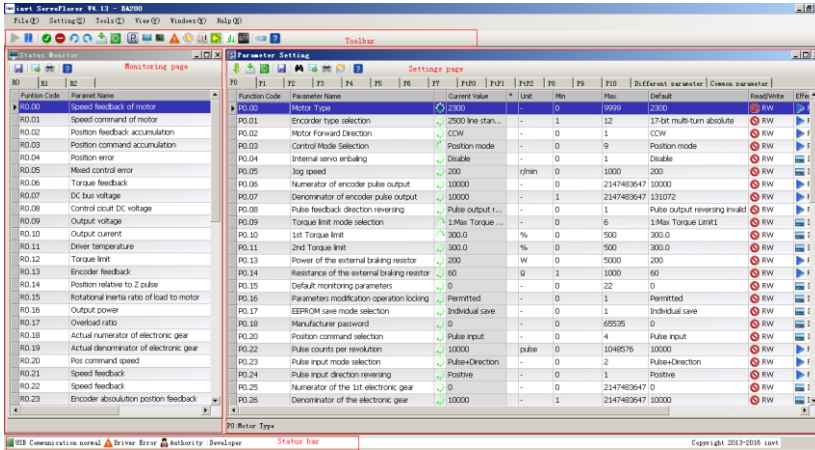 invt ServoPlorer V4.13 - DA200
File(F) Setting(S) Tools(T) View(V) Windows(W) Help(H)
Toolbar
Status Monitor
Monitoring page
R0 R1 R2
Funtion Code Paramet Name
R0.00 Speed feedback of motor
R0.01 Speed command of motor
R0.02 Position feedback accumulation
R0.03 Position command accumulation
R0.04 Position error
R0.05 Mixed control error
R0.06 Torque feedback
R0.07 DC bus voltage
R0.08 Control cicuit DC voltage
R0.09 Output voltage
R0.10 Output current
R0.11 Driver temperature
R0.12 Torque limit
R0.13 Encoder feedback
R0.14 Position relative to Z pulse
R0.15 Rotational inertia ratio of load to motor
R0.16 Output power
R0.17 Overload ratio
R0.18 Actual numerator of electronic gear
R0.19 Actual denorminator of electronic gear
R0.20 Pos command speed
R0.21 Speed feedback
R0.22 Speed feedback
R0.23 Encoder absoulution postion feedback
Parameter Setting
Settings page
P0 P1 P2 P3 P4 P5 P6 P7 PtP0 PtP1 PtP2 P8 P9 P10 Different parameter Common parameter
Function Code Parameter Name Current Value * Unit Min Max Default Read/Write Effe
P0.00 Motor Type 2300 - 0 9999 2300 RW
P0.01 Encorder type selection 2500 line stan... - 1 12 17-bit multi-turn absolute RW
P0.02 Motor Forward Direction CCW - 0 1 CCW RW
P0.03 Control Mode Selection Position mode - 0 9 Position mode RW
P0.04 Internal servo enbaling Disable - 0 1 Disable RW
P0.05 Jog speed 200 r/min 0 1000 200 RW
P0.06 Numerator of encoder pulse output 10000 - 0 2147483647 10000 RW
P0.07 Denominator of encoder pulse output 10000 - 1 2147483647 131072 RW
P0.08 Pulse feedback direction reversing Pulse output r... - 0 1 Pulse output reversing invalid RW
P0.09 Torque limit mode selection 1:Max Torque ... - 0 6 1:Max Torque Limit1 RW
P0.10 1st Torque limit 300.0 % 0 500 300.0 RW
P0.11 2nd Torque limit 300.0 % 0 500 300.0 RW
P0.13 Power of the external braking resistor 200 W 0 5000 200 RW
P0.14 Resistance of the external braking resistor 60 Ω 1 1000 60 RW
P0.15 Default monitoring parameters 0 - 0 22 0 RW
P0.16 Parameters modification operation locking Permitted - 0 1 Permitted RW
P0.17 EEPROM save mode selection Individual save - 0 1 Individual save RW
P0.18 Manufacturer password 0 - 0 65535 0 RW
P0.20 Position command selection Pulse input - 0 4 Pulse input RW
P0.22 Pulse counts per revolution 10000 pulse 0 1048576 10000 RW
P0.23 Pulse input mode selection Pulse+Direction - 0 2 Pulse+Direction RW
P0.24 Pulse input direction reversing Postive - 0 1 Postive RW
P0.25 Numerator of the 1st electronic gear 0 - 0 2147483647 0 RW
P0.26 Denominator of the electronic gear 10000 - 1 2147483647 10000 RW
P0:Motor Type
USB Communication normal Driver Error Authority :Developer
Status bar
Copyright 2013-2016 invt